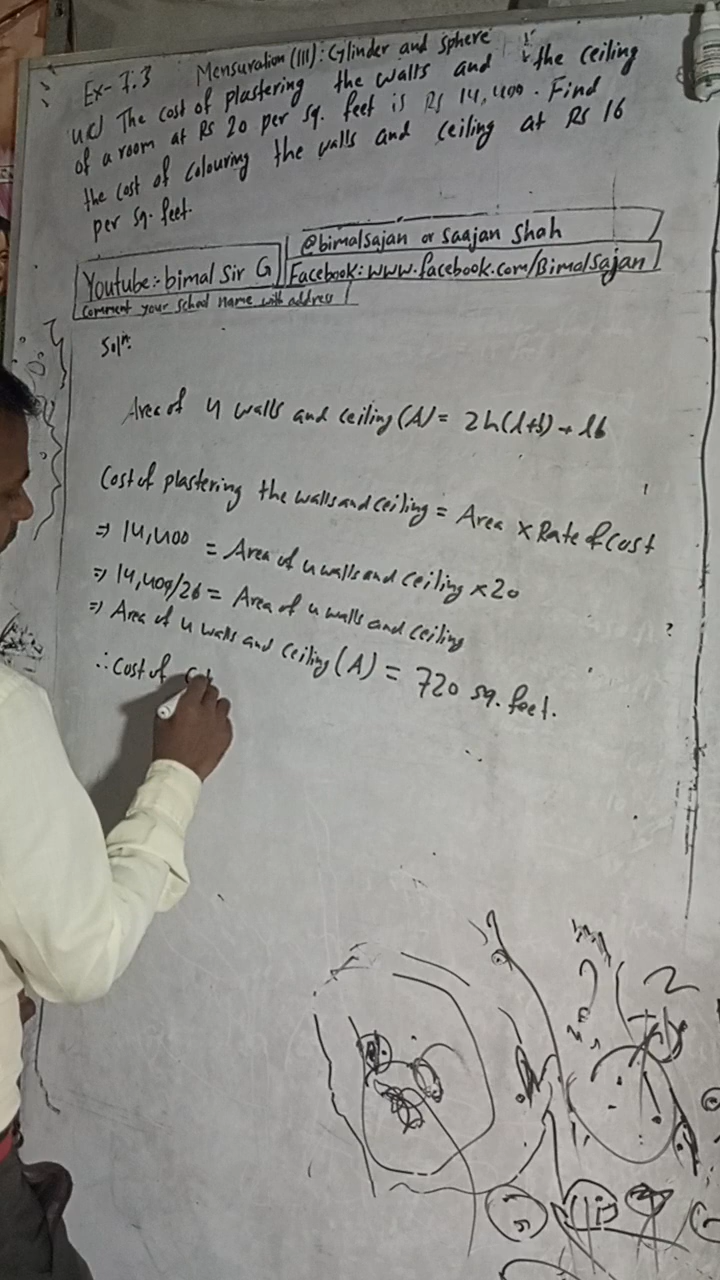 Ex- 7.3 Mensuration (III): Cylinder and sphere
4c) The cost of plastering the walls and the ceiling
of a room at Rs 20 per sq. feet is Rs 14,400. Find
the cost of colouring the walls and ceiling at Rs 16
per sq. feet.
@bimalsajan or Saajan Shah
Youtube:- bimal Sir G
Facebook: www.facebook.com/Bimalsajan
Comment your school name with address
Solⁿ:
Area of 4 walls and ceiling (A) = 2h(l+b) + lb
Cost of plastering the walls and ceiling = Area × Rate of cost
⇒ 14,400 = Area of 4 walls and ceiling × 20
⇒ 14,400/20 = Area of 4 walls and ceiling
⇒ Area of 4 walls and ceiling (A) = 720 sq. feet.
∴ Cost of